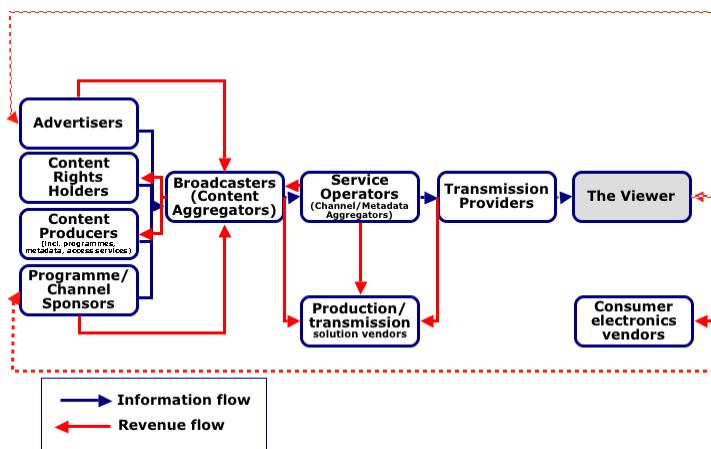 Advertisers
Content
Rights
Holders
Content
Producers
(incl. programmes,
metadata, access services)
Programme/
Channel
Sponsors
Broadcasters
(Content
Aggregators)
Service
Operators
(Channel/Metadata
Aggregators)
Transmission
Providers
The Viewer
Production/
transmission
solution vendors
Consumer
electronics
vendors
Information flow
Revenue flow